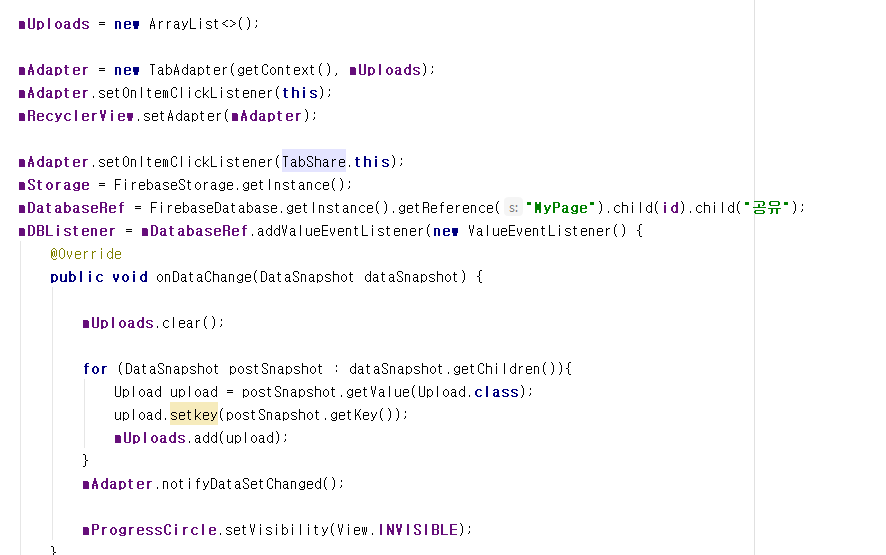 mUploads = new ArrayList<>();
mAdapter = new TabAdapter(getContext(), mUploads);
mAdapter.setOnItemClickListener(this);
mRecyclerView.setAdapter(mAdapter);
mAdapter.setOnItemClickListener(TabShare.this);
mStorage = FirebaseStorage.getInstance();
mDatabaseRef = FirebaseDatabase.getInstance().getReference( s: "MyPage").child(id).child("공유");
mDBListener = mDatabaseRef.addValueEventListener(new ValueEventListener() {
@Override
public void onDataChange(DataSnapshot dataSnapshot) {
mUploads.clear();
for (DataSnapshot postSnapshot : dataSnapshot.getChildren()){
Upload upload = postSnapshot.getValue(Upload.class);
upload.setkey(postSnapshot.getKey());
mUploads.add(upload);
}
mAdapter.notifyDataSetChanged();
mProgressCircle.setVisibility(View.INVISIBLE);
}